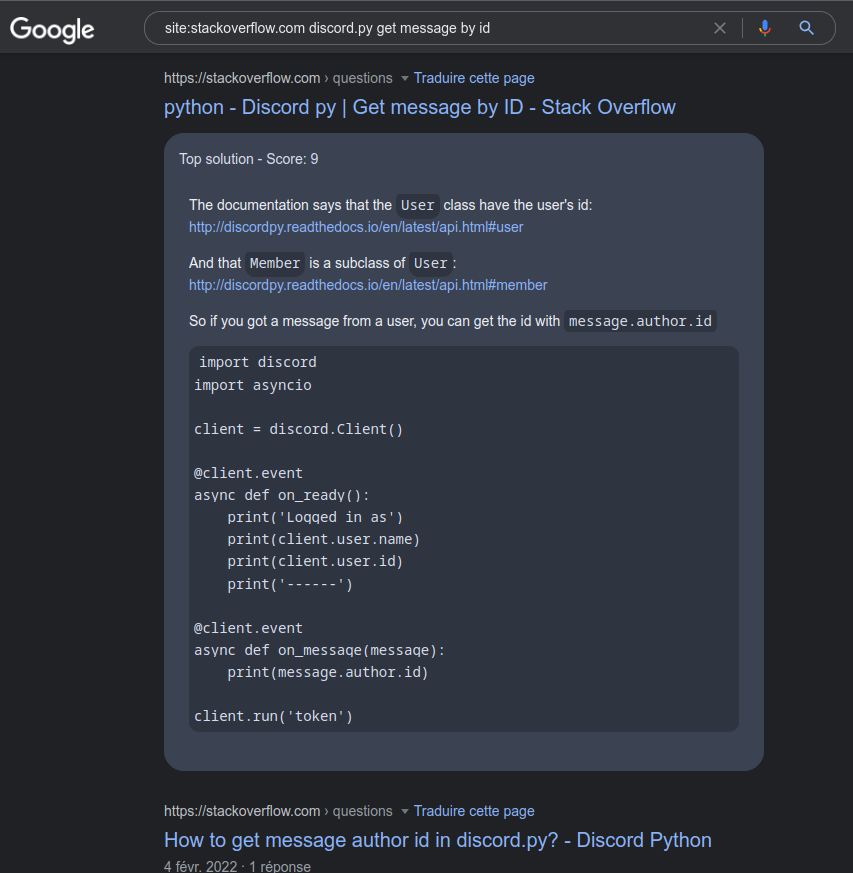 Google
site:stackoverflow.com discord.py get message by id
https://stackoverflow.com › questions Traduire cette page
python - Discord py | Get message by ID - Stack Overflow
Top solution - Score: 9
The documentation says that the User class have the user's id:
http://discordpy.readthedocs.io/en/latest/api.html#user
And that Member is a subclass of User:
http://discordpy.readthedocs.io/en/latest/api.html#member
So if you got a message from a user, you can get the id with message.author.id
import discord
import asyncio
client = discord.Client()
@client.event
async def on_ready():
    print('Logged in as')
    print(client.user.name)
    print(client.user.id)
    print('------')
@client.event
async def on_message(message):
    print(message.author.id)
client.run('token')
https://stackoverflow.com › questions Traduire cette page
How to get message author id in discord.py? - Discord Python
4 févr. 2022 · 1 réponse